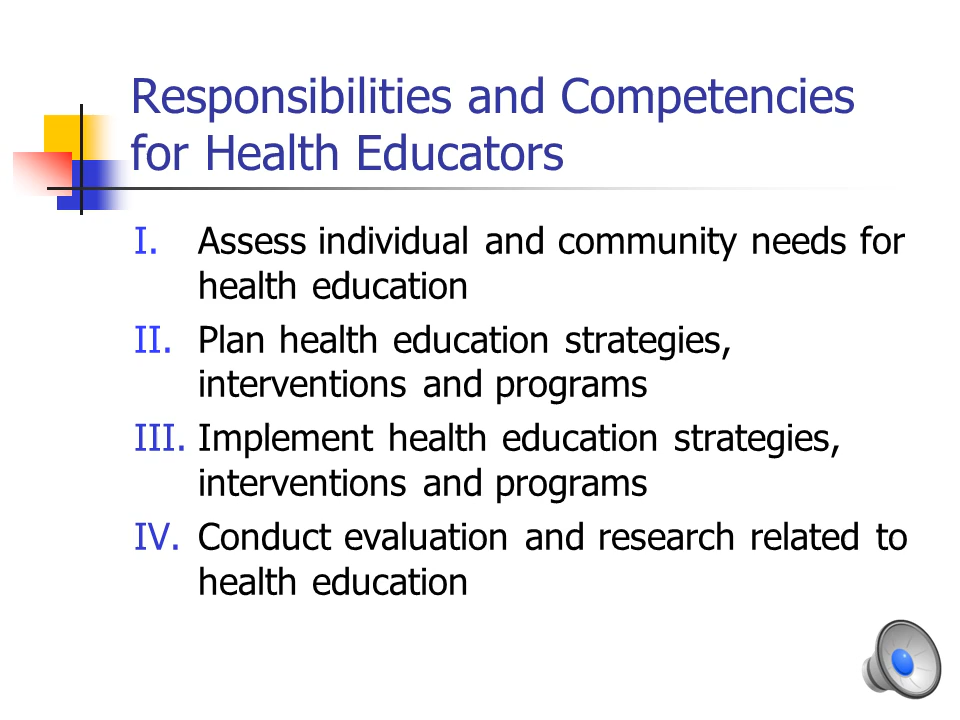 Responsibilities and Competencies
for Health Educators
I. Assess individual and community needs for
health education
II. Plan health education strategies,
interventions and programs
III. Implement health education strategies,
interventions and programs
IV. Conduct evaluation and research related to
health education